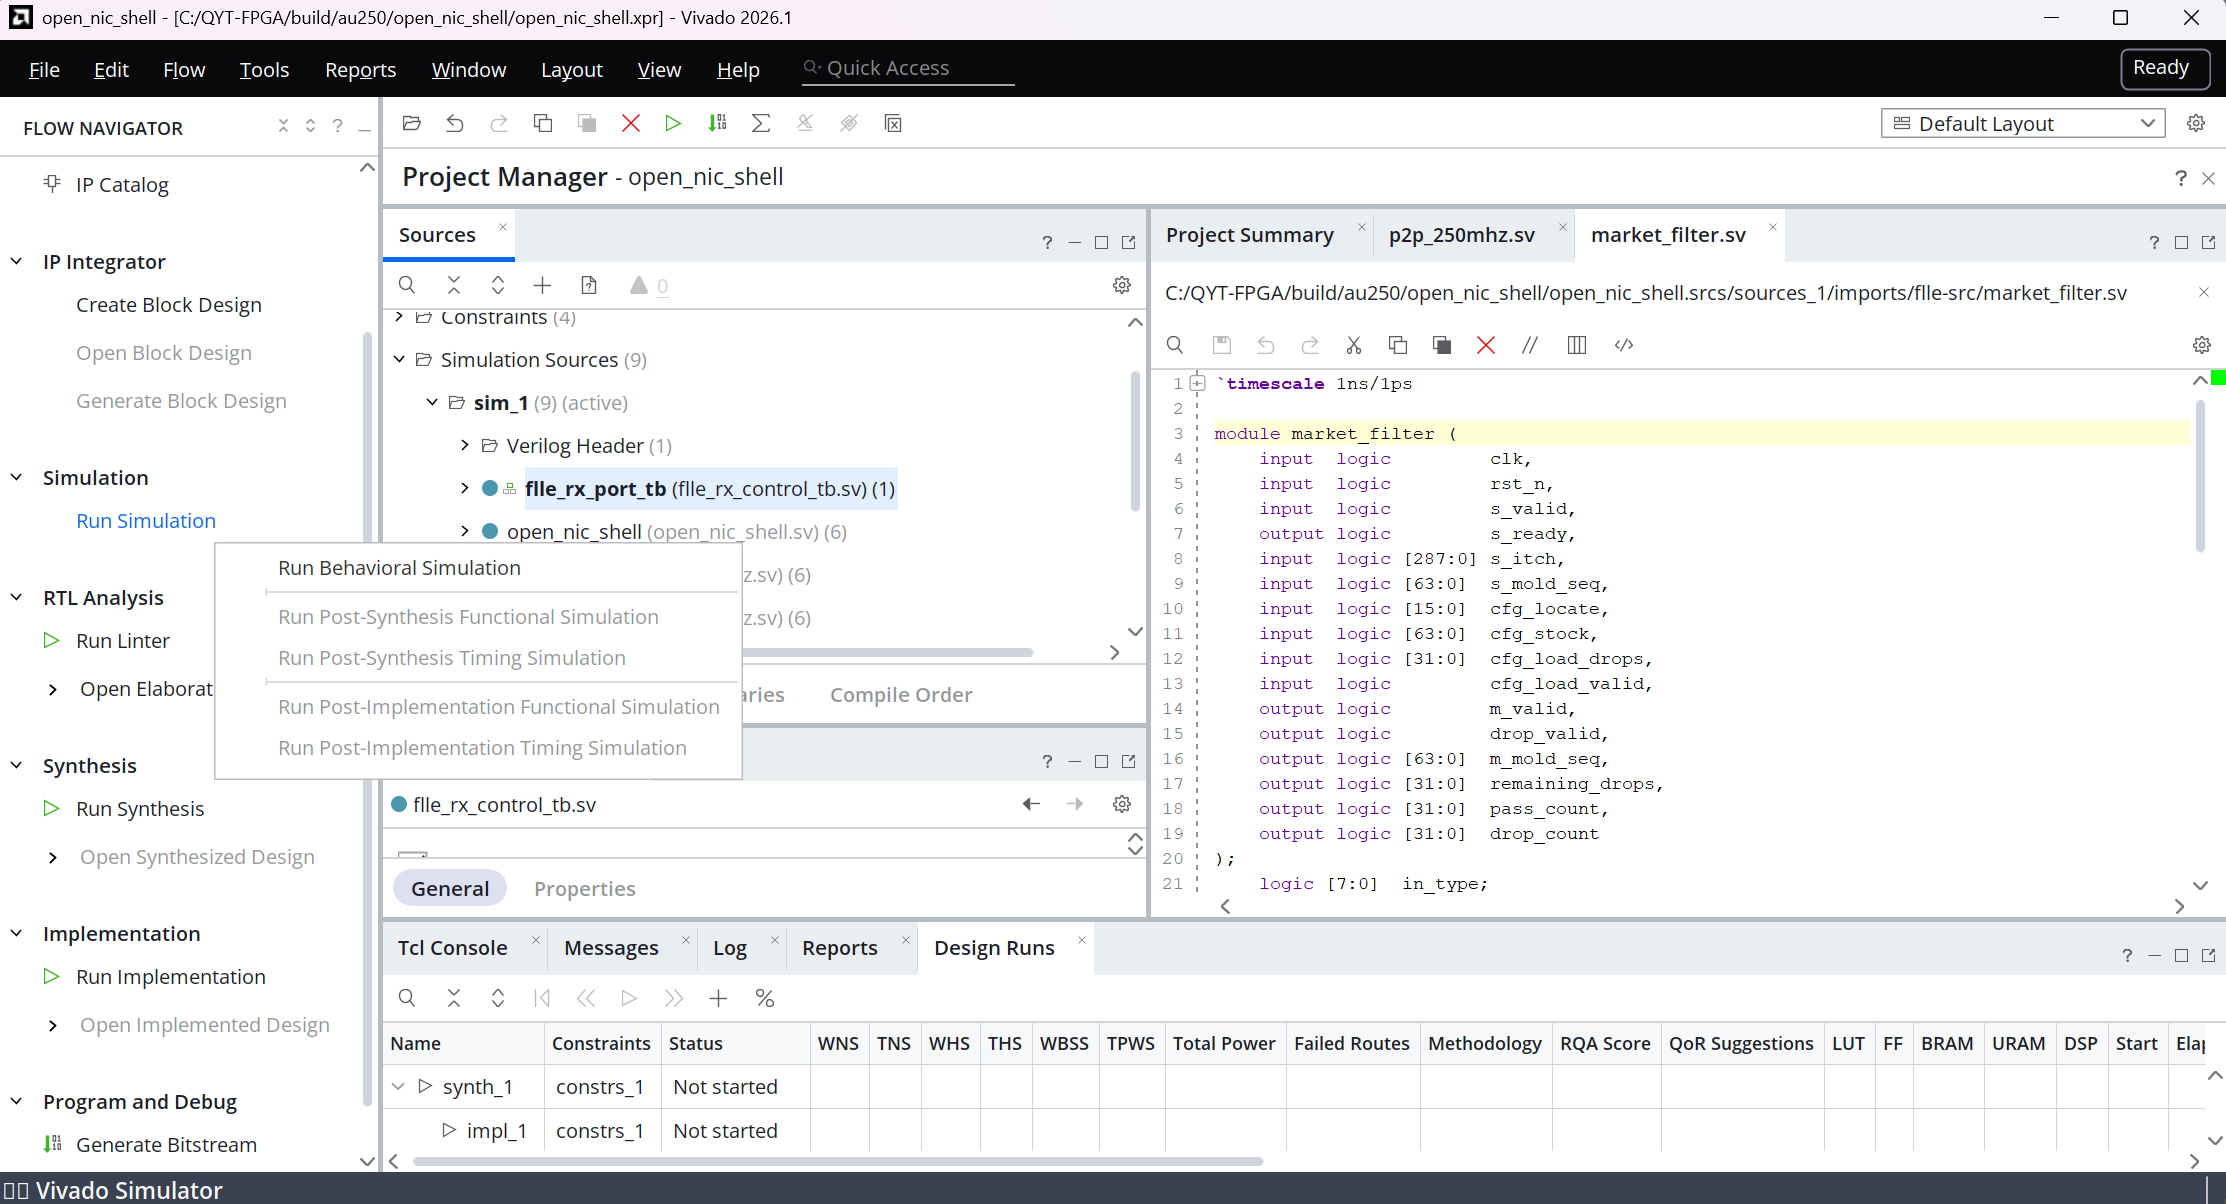 open_nic_shell - [C:/QYT-FPGA/build/au250/open_nic_shell/open_nic_shell.xpr] - Vivado 2026.1
File Edit Flow Tools Reports Window Layout View Help Quick Access Ready
FLOW NAVIGATOR
Default Layout
IP Catalog
IP Integrator
Create Block Design
Open Block Design
Generate Block Design
Simulation
Run Simulation
RTL Analysis
Run Linter
Open Elaborat
Synthesis
Run Synthesis
Open Synthesized Design
Implementation
Run Implementation
Open Implemented Design
Program and Debug
Generate Bitstream
Run Behavioral Simulation
Run Post-Synthesis Functional Simulation
Run Post-Synthesis Timing Simulation
Run Post-Implementation Functional Simulation
Run Post-Implementation Timing Simulation
Project Manager - open_nic_shell
Sources
0
Constraints (4)
Simulation Sources (9)
sim_1 (9) (active)
Verilog Header (1)
flle_rx_port_tb (flle_rx_control_tb.sv) (1)
open_nic_shell (open_nic_shell.sv) (6)
z.sv) (6)
z.sv) (6)
aries Compile Order
flle_rx_control_tb.sv
General Properties
Project Summary p2p_250mhz.sv market_filter.sv
C:/QYT-FPGA/build/au250/open_nic_shell/open_nic_shell.srcs/sources_1/imports/flle-src/market_filter.sv
1 `timescale 1ns/1ps
2
3 module market_filter (
4 input logic clk,
5 input logic rst_n,
6 input logic s_valid,
7 output logic s_ready,
8 input logic [287:0] s_itch,
9 input logic [63:0] s_mold_seq,
10 input logic [15:0] cfg_locate,
11 input logic [63:0] cfg_stock,
12 input logic [31:0] cfg_load_drops,
13 input logic cfg_load_valid,
14 output logic m_valid,
15 output logic drop_valid,
16 output logic [63:0] m_mold_seq,
17 output logic [31:0] remaining_drops,
18 output logic [31:0] pass_count,
19 output logic [31:0] drop_count
20 );
21 logic [7:0] in_type;
Tcl Console Messages Log Reports Design Runs
Name Constraints Status WNS TNS WHS THS WBSS TPWS Total Power Failed Routes Methodology RQA Score QoR Suggestions LUT FF BRAM URAM DSP Start Elap
synth_1 constrs_1 Not started
impl_1 constrs_1 Not started
Vivado Simulator